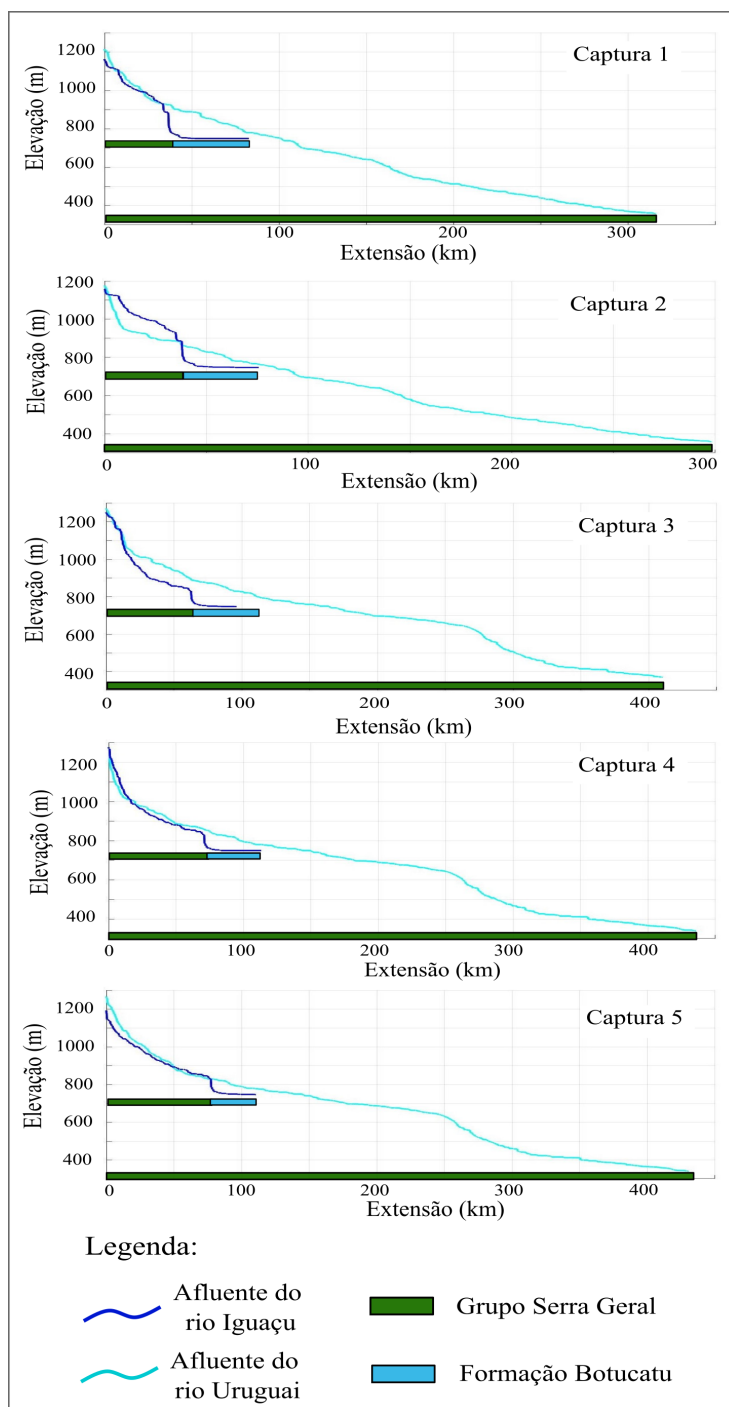 Captura 1
Elevação (m)
1200
1000
800
600
400
0
100
200
300
Extensão (km)
Captura 2
Elevação (m)
1200
1000
800
600
400
0
100
200
300
Extensão (km)
Captura 3
Elevação (m)
1200
1000
800
600
400
0
100
200
300
400
Extensão (km)
Captura 4
Elevação (m)
1200
1000
800
600
400
0
100
200
300
400
Extensão (km)
Captura 5
Elevação (m)
1200
1000
800
600
400
0
100
200
300
400
Extensão (km)
Legenda:
Afluente do
rio Iguaçu
Grupo Serra Geral
Afluente do
rio Uruguai
Formação Botucatu